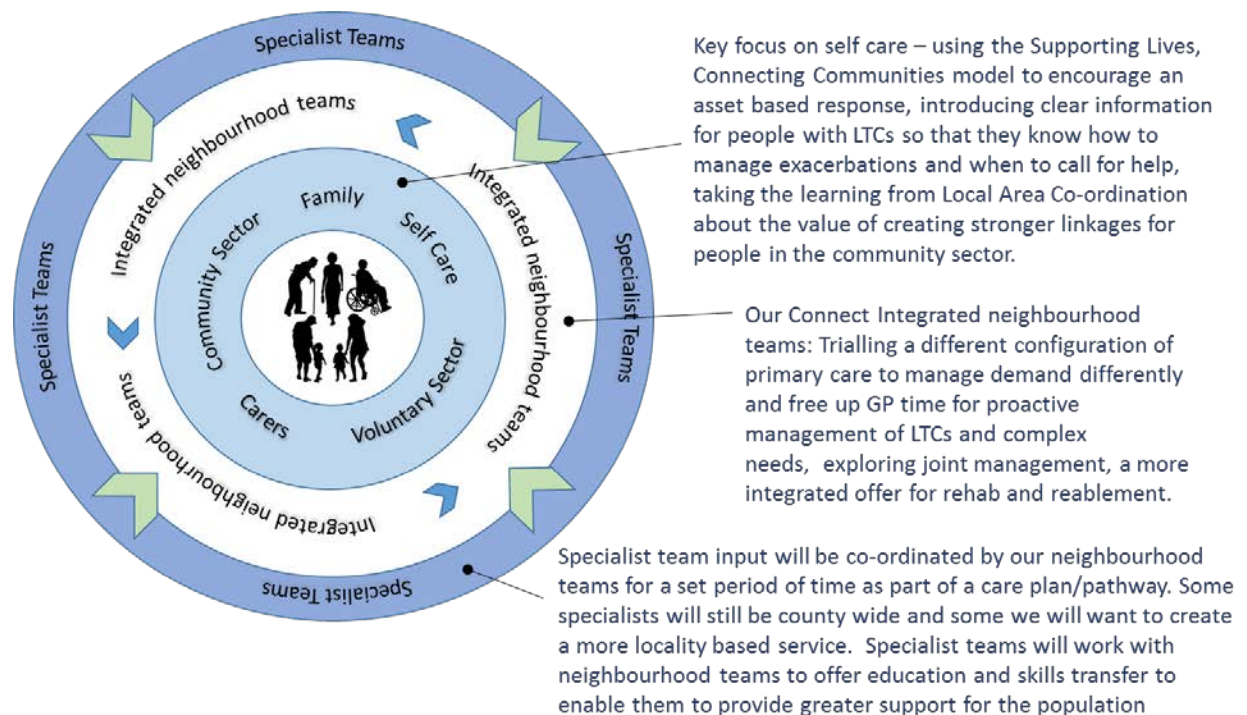 Specialist Teams
Integrated neighbourhood teams
Family
Self Care
Community Sector
Carers
Voluntary Sector
Integrated neighbourhood teams
Integrated neighbourhood teams
Specialist Teams
Specialist Teams
Specialist Teams
Key focus on self care – using the Supporting Lives,
Connecting Communities model to encourage an
asset based response, introducing clear information
for people with LTCs so that they know how to
manage exacerbations and when to call for help,
taking the learning from Local Area Co-ordination
about the value of creating stronger linkages for
people in the community sector.
Our Connect Integrated neighbourhood
teams: Trialling a different configuration of
primary care to manage demand differently
and free up GP time for proactive
management of LTCs and complex
needs, exploring joint management, a more
integrated offer for rehab and reablement.
Specialist team input will be co-ordinated by our neighbourhood
teams for a set period of time as part of a care plan/pathway. Some
specialists will still be county wide and some we will want to create
a more locality based service. Specialist teams will work with
neighbourhood teams to offer education and skills transfer to
enable them to provide greater support for the population